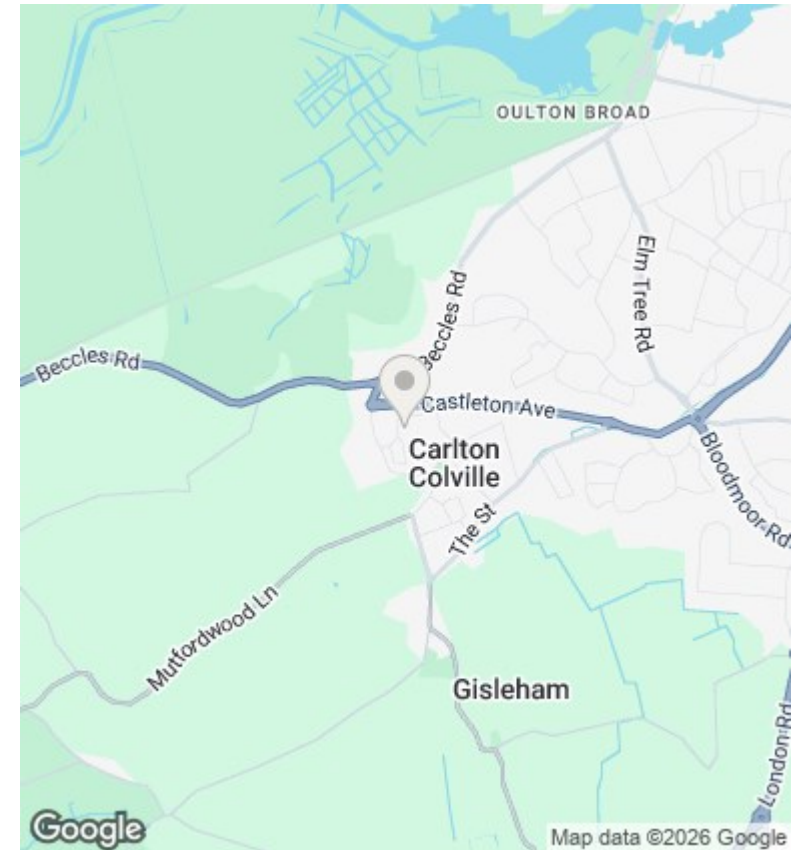 OULTON BROAD
Elm Tree Rd
Beccles Rd
Beccles Rd
Castleton Ave
Carlton
Colville
Bloodmoor Rd
The St
Mutfordwood Ln
Gisleham
London Rd
Google
Map data ©2026 Google